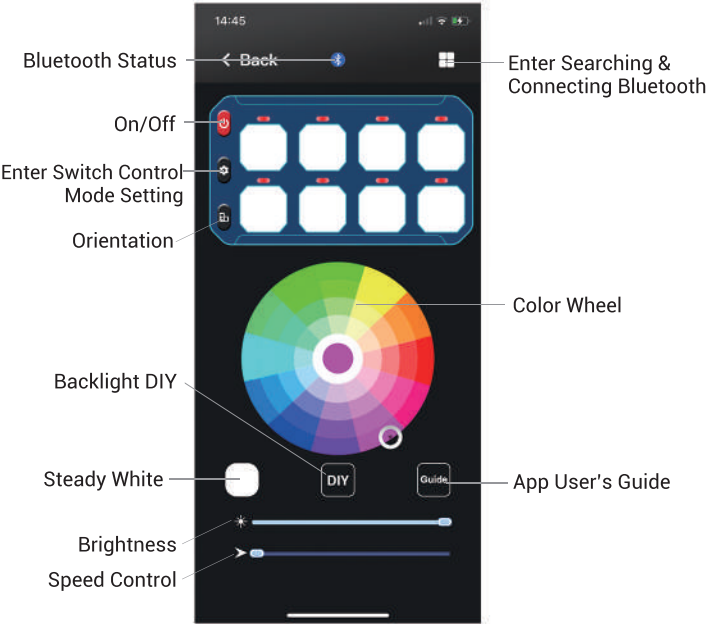 14:45
Bluetooth Status
Back
Enter Searching &
Connecting Bluetooth
On/Off
Enter Switch Control
Mode Setting
Orientation
Color Wheel
Backlight DIY
Steady White
DIY
Guide
App User's Guide
Brightness
Speed Control